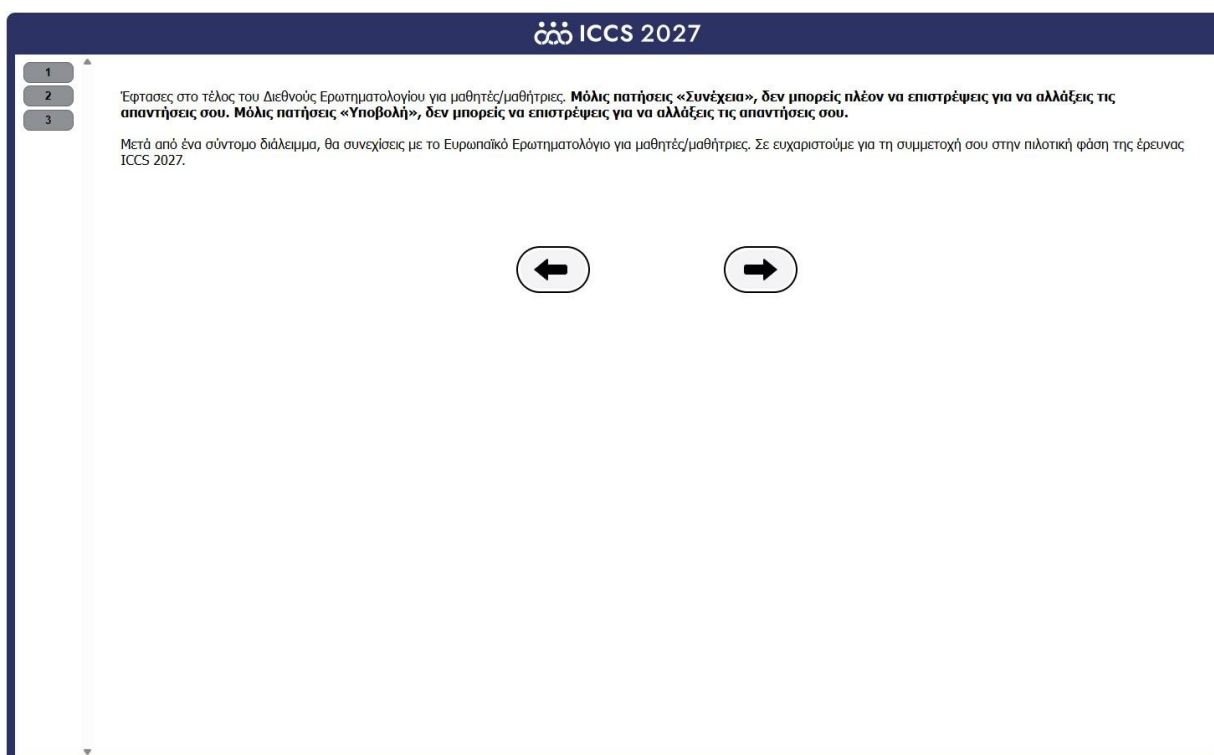 ICCS 2027
1
2
3
Έφτασες στο τέλος του Διεθνούς Ερωτηματολογίου για μαθητές/μαθήτριες. Μόλις πατήσεις «Συνέχεια», δεν μπορείς πλέον να επιστρέψεις για να αλλάξεις τις
απαντήσεις σου. Μόλις πατήσεις «Υποβολή», δεν μπορείς να επιστρέψεις για να αλλάξεις τις απαντήσεις σου.
Μετά από ένα σύντομο διάλειμμα, θα συνεχίσεις με το Ευρωπαϊκό Ερωτηματολόγιο για μαθητές/μαθήτριες. Σε ευχαριστούμε για τη συμμετοχή σου στην πιλοτική φάση της έρευνας
ICCS 2027.